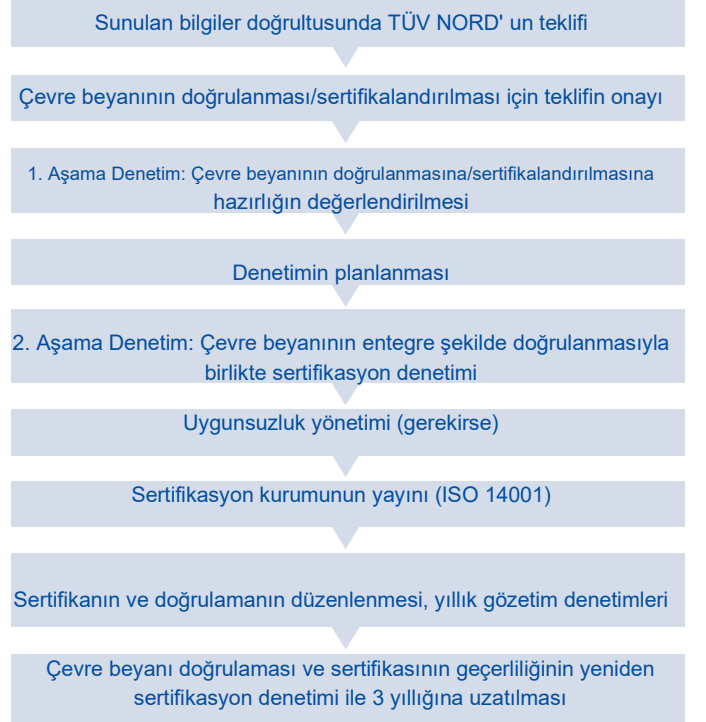 Sunulan bilgiler doğrultusunda TÜV NORD' un teklifi
Çevre beyanının doğrulanması/sertifikalandırılması için teklifin onayı
1. Aşama Denetim: Çevre beyanının doğrulanmasına/sertifikalandırılmasına
hazırlığın değerlendirilmesi
Denetimin planlanması
2. Aşama Denetim: Çevre beyanının entegre şekilde doğrulanmasıyla
birlikte sertifikasyon denetimi
Uygunsuzluk yönetimi (gerekirse)
Sertifikasyon kurumunun yayını (ISO 14001)
Sertifikanın ve doğrulamanın düzenlenmesi, yıllık gözetim denetimleri
Çevre beyanı doğrulaması ve sertifikasının geçerliliğinin yeniden
sertifikasyon denetimi ile 3 yıllığına uzatılması